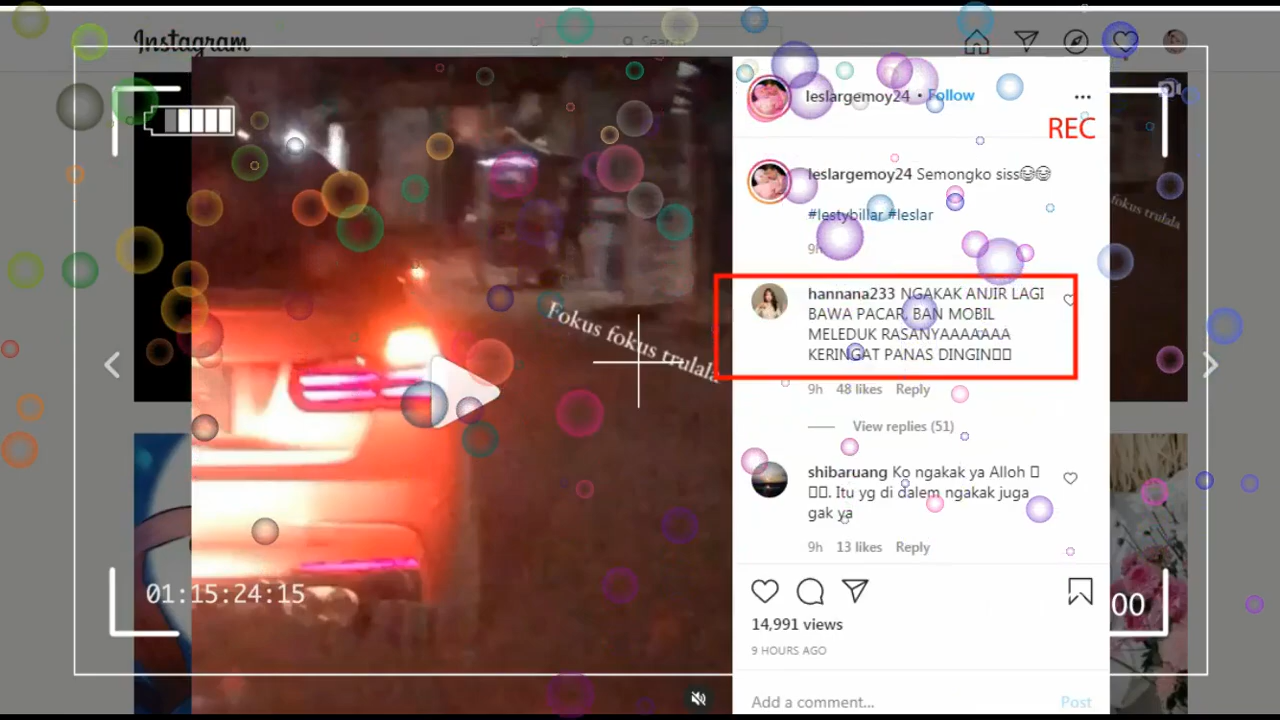 Instagram
Search
leslargemoy24 • Follow
REC
leslargemoy24 Semongko siss😂😂
#lestybillar #leslar
9h
fokus trulala
hannana233 NGAKAK ANJIR LAGI
BAWA PACAR, BAN MOBIL
MELEDUK RASANYAAAAAAA
KERINGAT PANAS DINGIN▯▯
Fokus fokus trulala
9h 48 likes Reply
View replies (51)
shibaruang Ko ngakak ya Alloh ▯
▯▯. Itu yg di dalem ngakak juga
gak ya
9h 13 likes Reply
01:15:24:15
00
14,991 views
9 HOURS AGO
Add a comment... Post